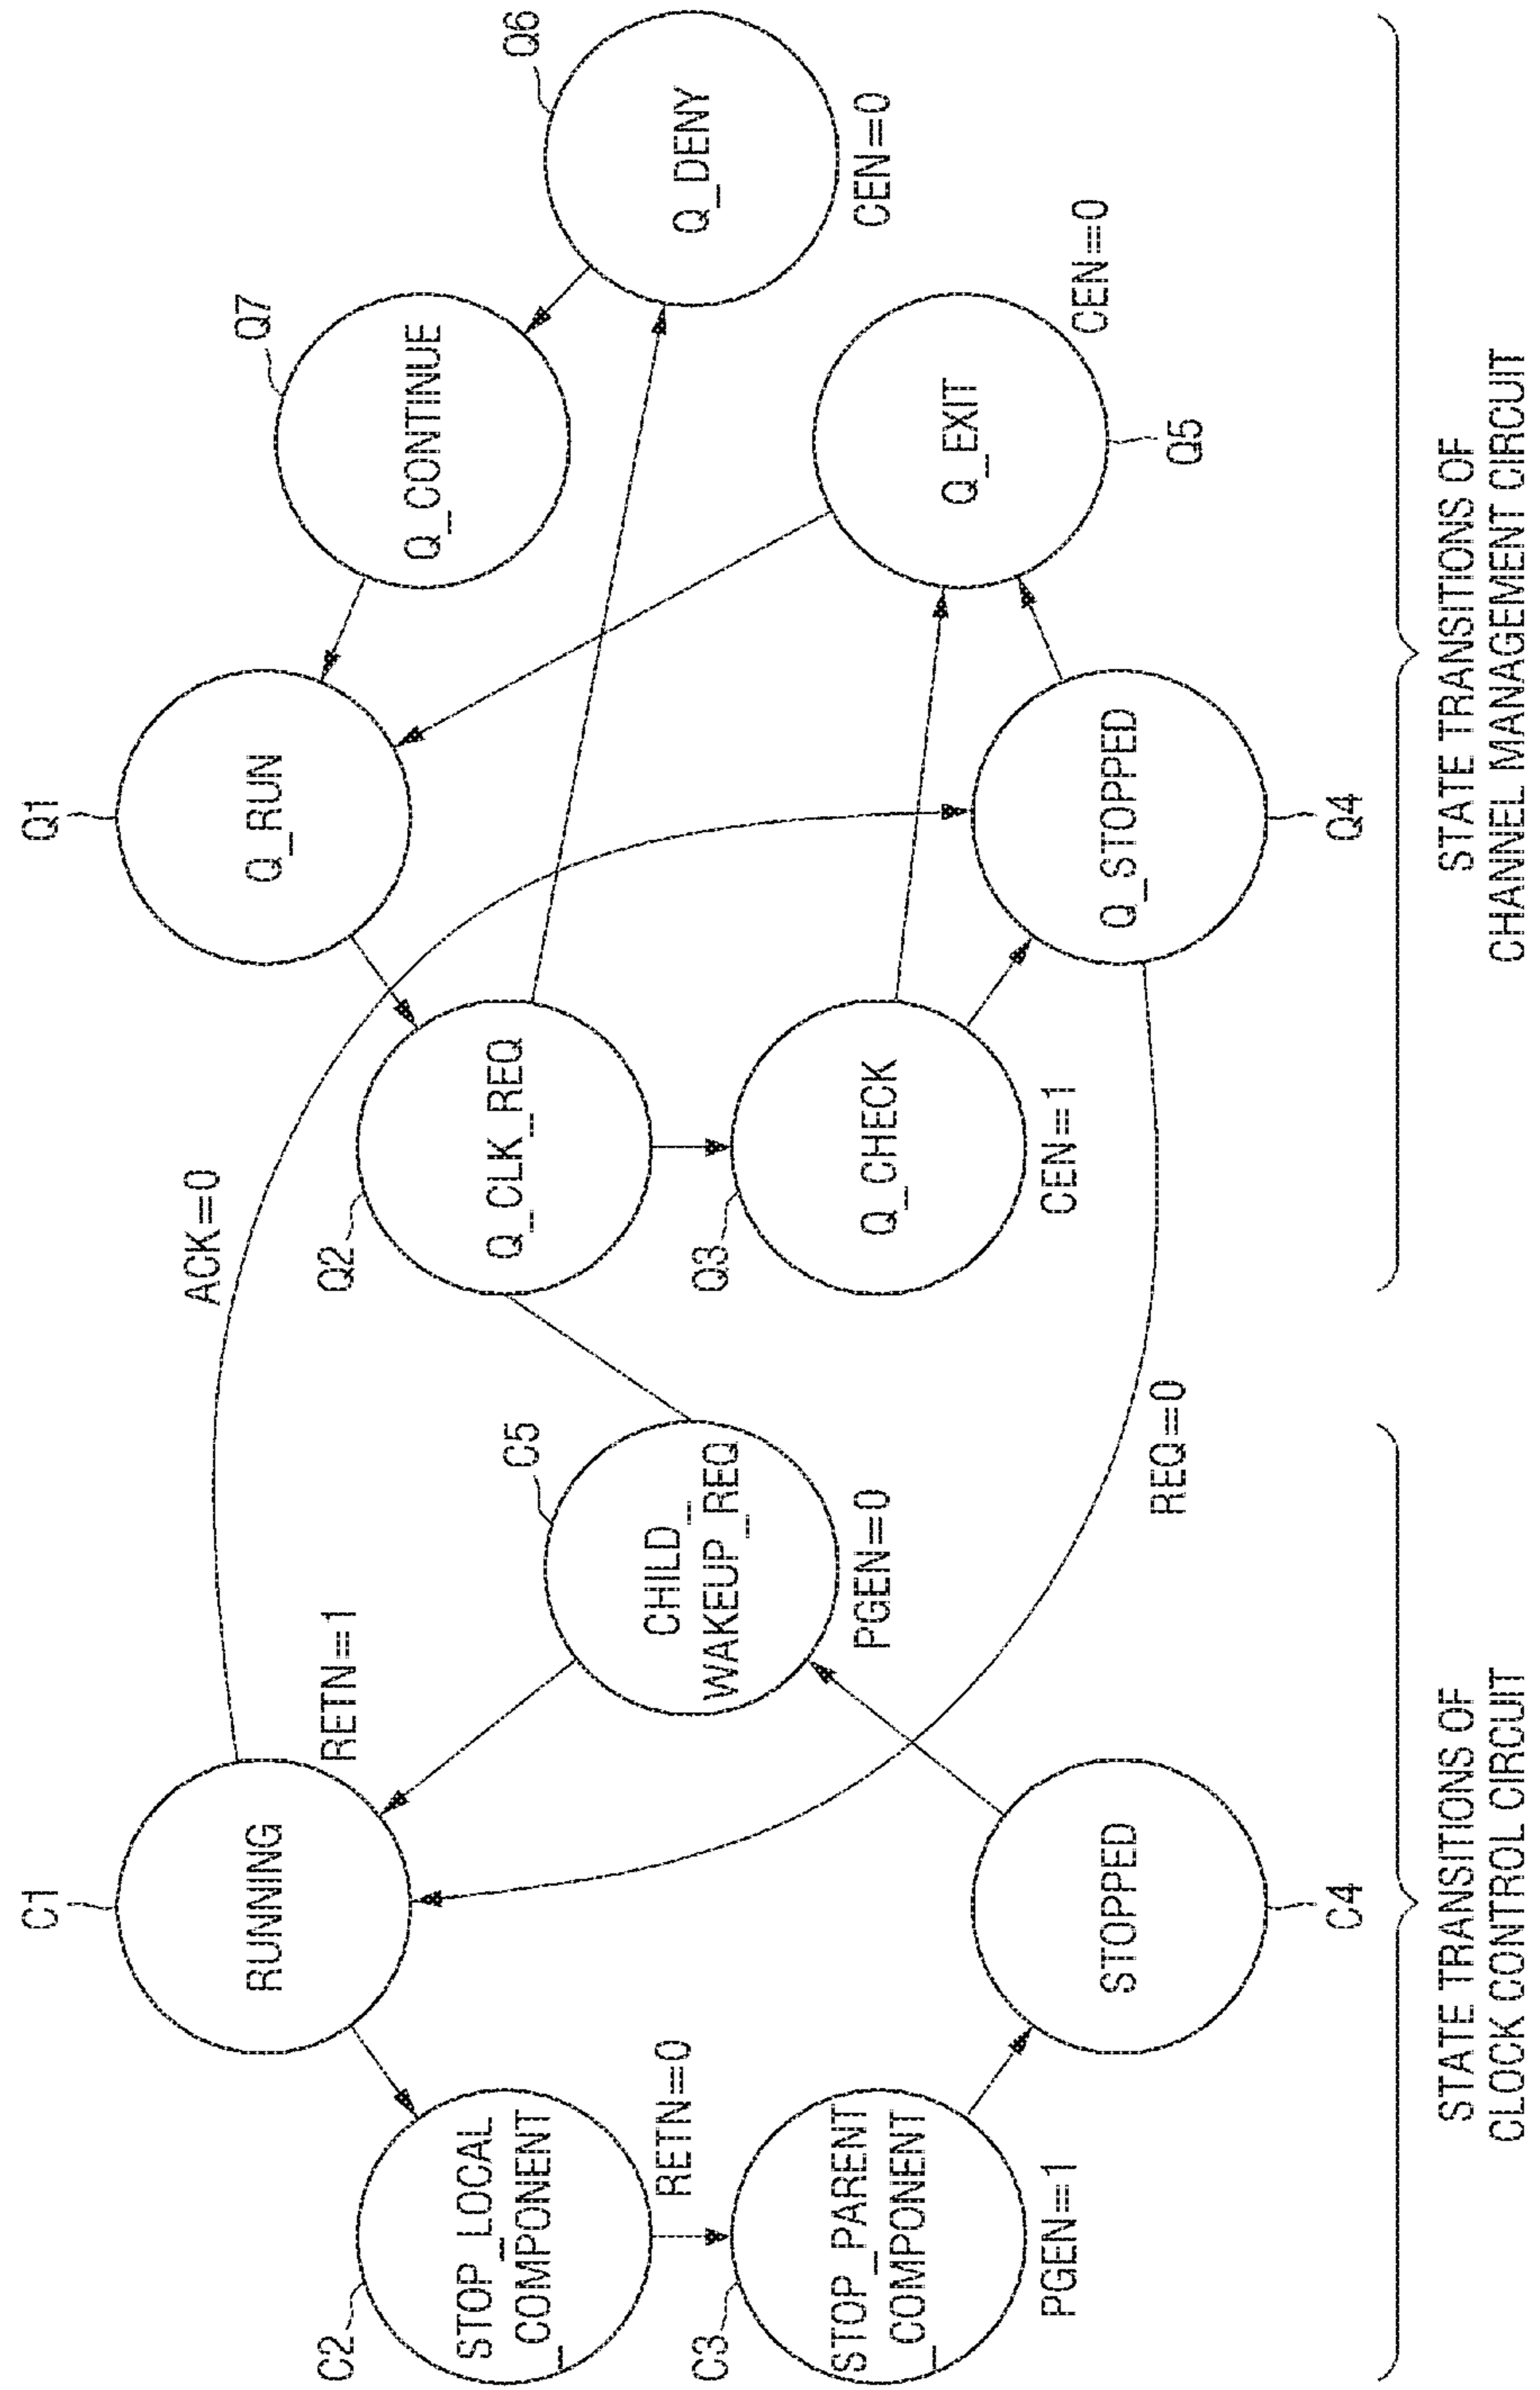 C1
RUNNING
RETN=1
C2
STOP_LOCAL
_COMPONENT
RETN=0
C3
STOP_PARENT
_COMPONENT
PGEN=1
STOPPED
C4
C5
CHILD_
WAKEUP_REQ
PGEN=0
ACK=0
REQ=0
STATE TRANSITIONS OF
CLOCK CONTROL CIRCUIT
Q1
Q_RUN
Q2
Q_CLK_REQ
Q3
Q_CHECK
CEN=1
Q_STOPPED
Q4
Q7
Q_CONTINUE
Q_EXIT
CEN=0
Q5
Q6
Q_DENY
CEN=0
STATE TRANSITIONS OF
CHANNEL MANAGEMENT CIRCUIT